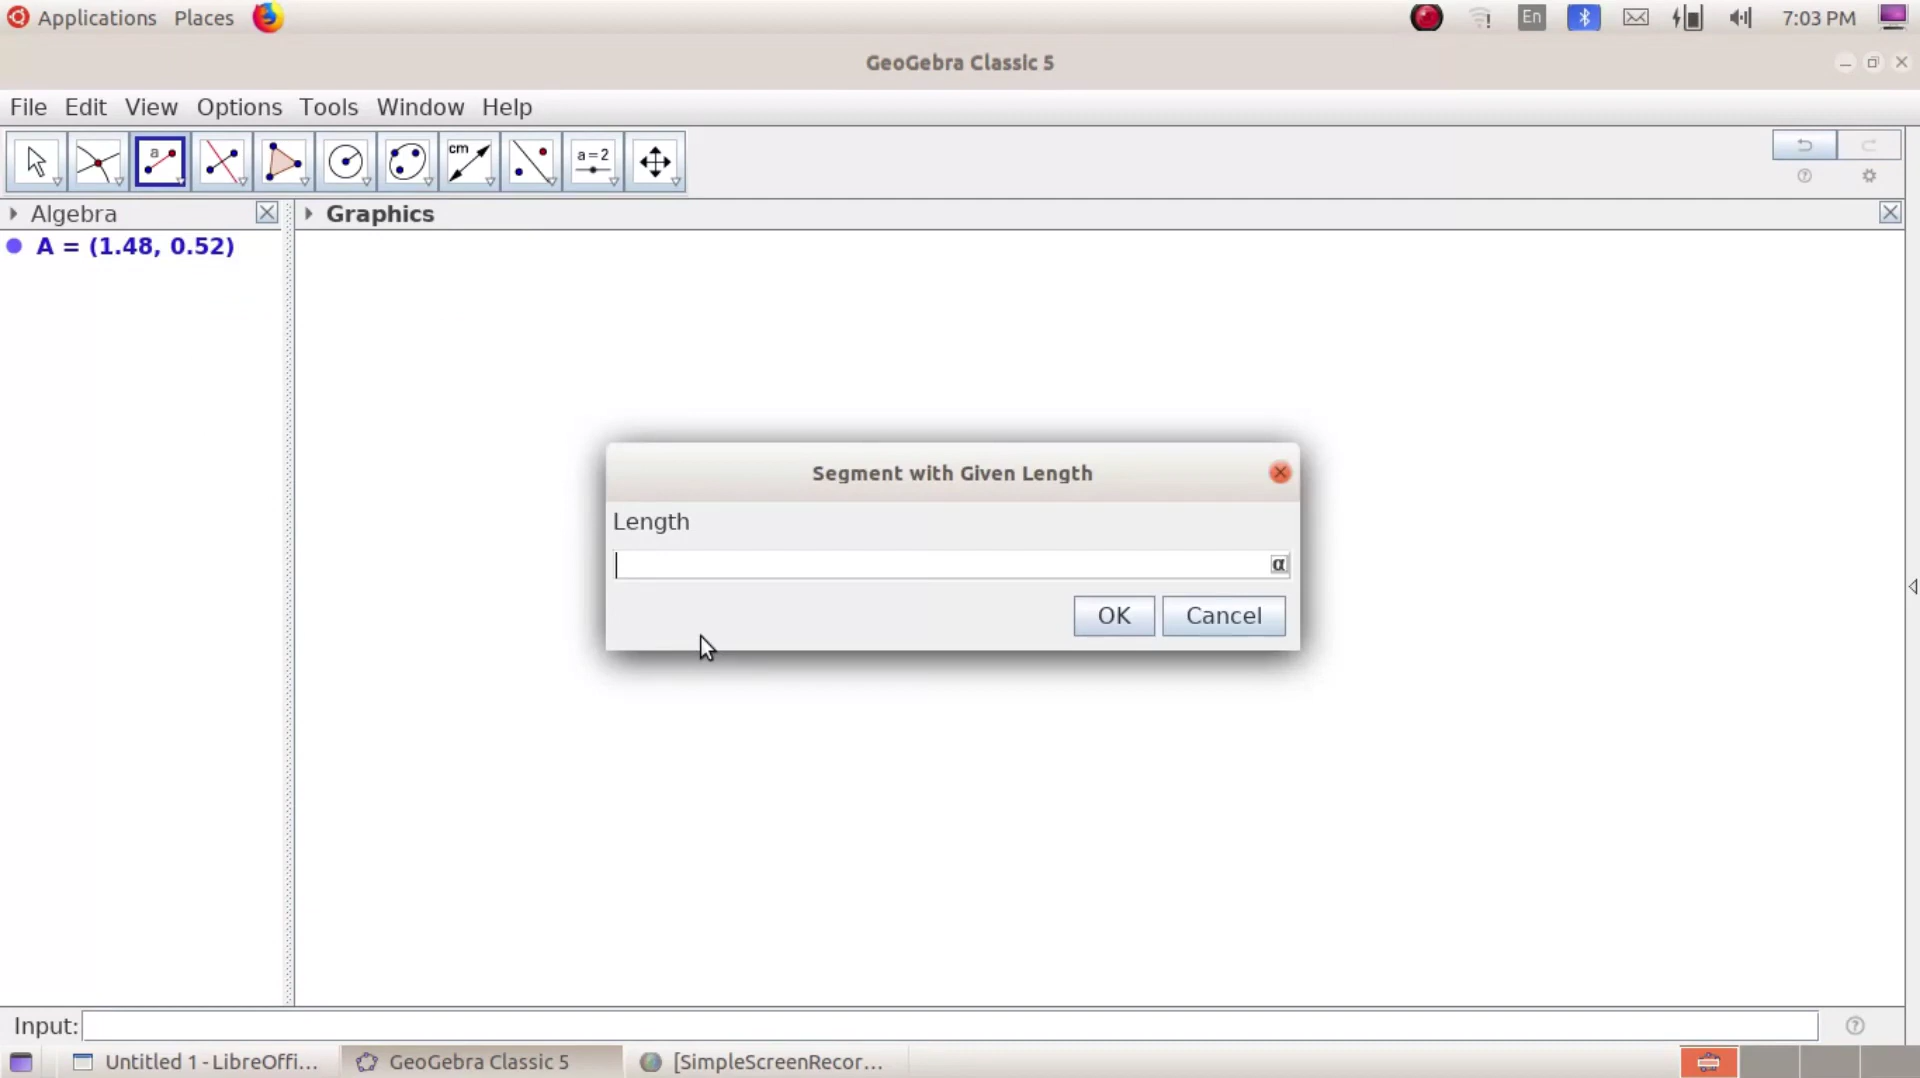 Applications Places En 7:03 PM
GeoGebra Classic 5
File Edit View Options Tools Window Help
a cm a=2
Algebra Graphics
A = (1.48, 0.52)
Segment with Given Length
Length
α
OK Cancel
Input:
Untitled 1 - LibreOffi... GeoGebra Classic 5 [SimpleScreenRecor...